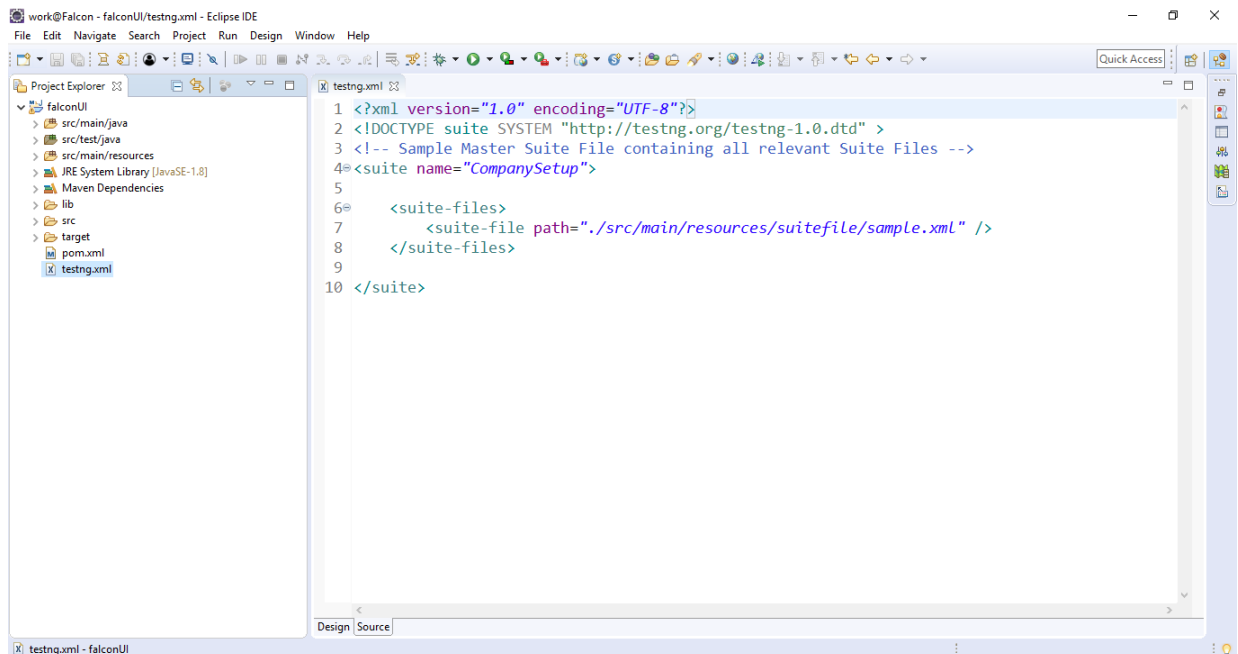 work@Falcon - falconUI/testng.xml - Eclipse IDE
File Edit Navigate Search Project Run Design Window Help
Quick Access
Project Explorer
testng.xml
falconUI
src/main/java
src/test/java
src/main/resources
JRE System Library [JavaSE-1.8]
Maven Dependencies
lib
src
target
pom.xml
testng.xml
1 <?xml version="1.0" encoding="UTF-8"?>
2 <!DOCTYPE suite SYSTEM "http://testng.org/testng-1.0.dtd" >
3 <!-- Sample Master Suite File containing all relevant Suite Files -->
4 <suite name="CompanySetup">
5
6     <suite-files>
7         <suite-file path="./src/main/resources/suitefile/sample.xml" />
8     </suite-files>
9
10 </suite>
Design Source
testng.xml - falconUI